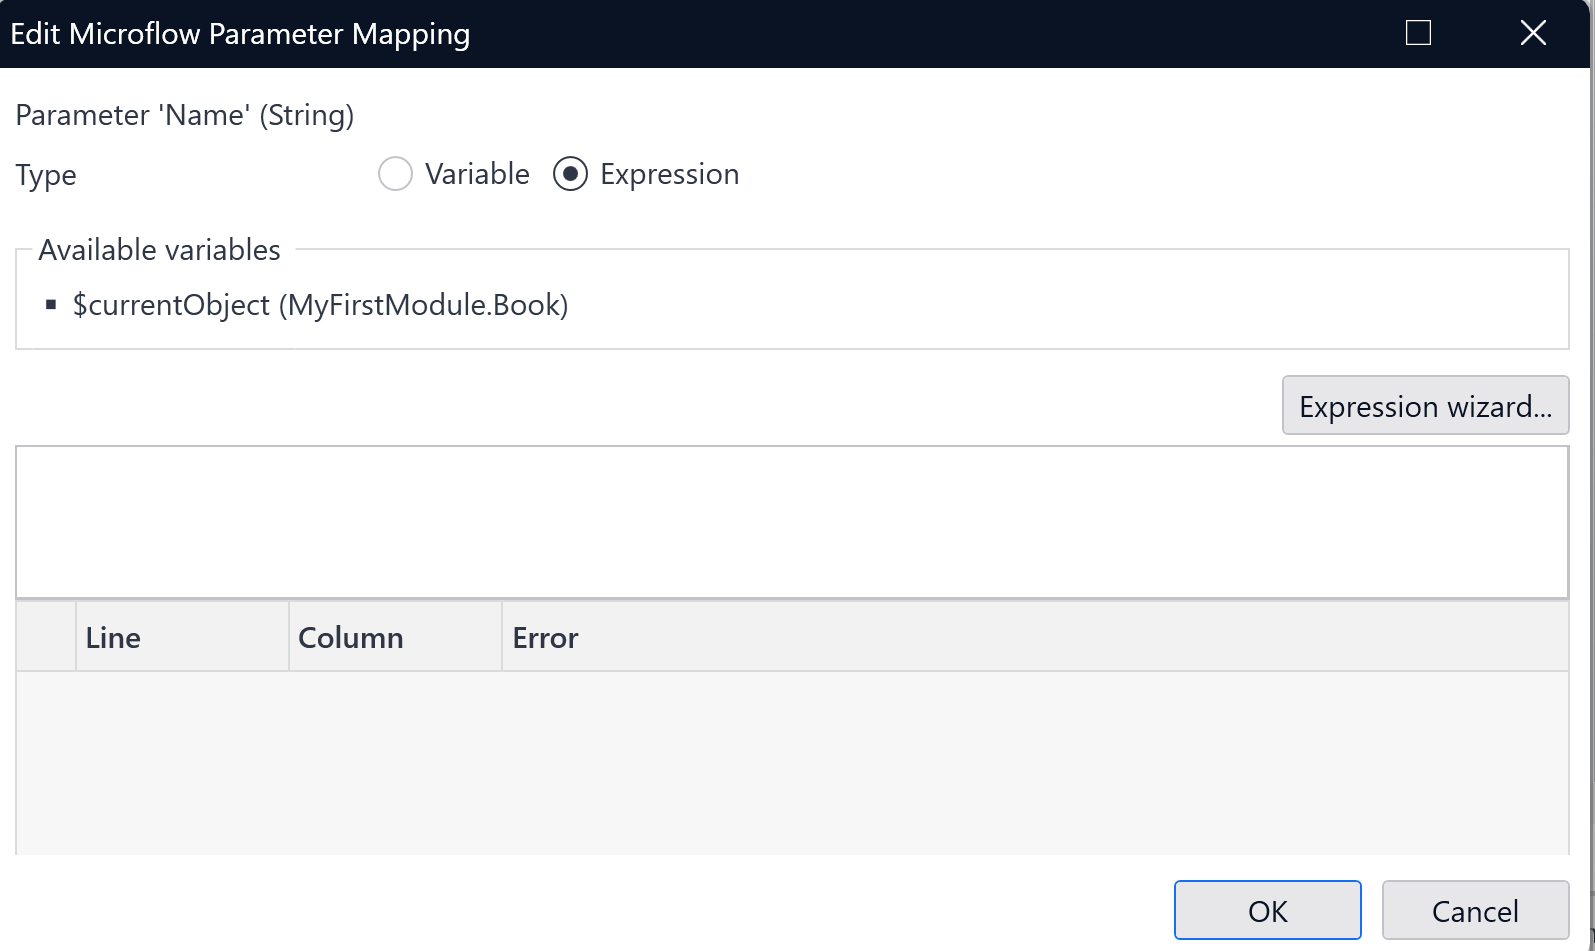 Edit Microflow Parameter Mapping
Parameter 'Name' (String)
Type Variable Expression
Available variables
▪ $currentObject (MyFirstModule.Book)
Expression wizard...
Line Column Error
OK Cancel